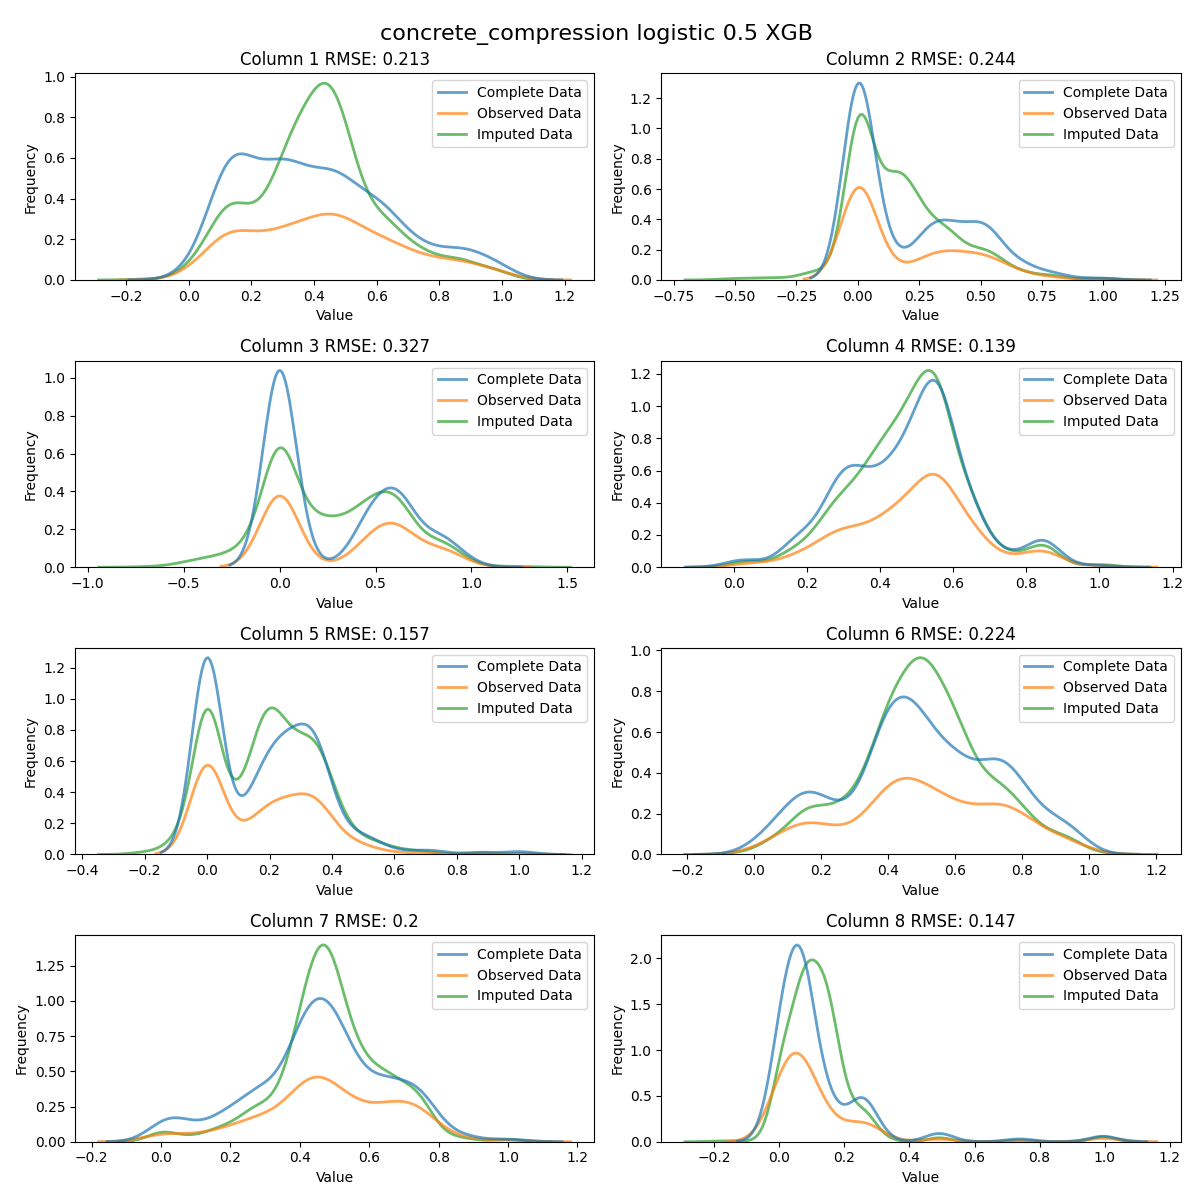 concrete_compression logistic 0.5 XGB
Column 1 RMSE: 0.213
1.0
0.8
0.6
0.4
0.2
0.0
Frequency
Complete Data
Observed Data
Imputed Data
−0.2 0.0 0.2 0.4 0.6 0.8 1.0 1.2
Value
Column 2 RMSE: 0.244
1.2
1.0
0.8
0.6
0.4
0.2
0.0
Frequency
Complete Data
Observed Data
Imputed Data
−0.75 −0.50 −0.25 0.00 0.25 0.50 0.75 1.00 1.25
Value
Column 3 RMSE: 0.327
1.0
0.8
0.6
0.4
0.2
0.0
Frequency
Complete Data
Observed Data
Imputed Data
−1.0 −0.5 0.0 0.5 1.0 1.5
Value
Column 4 RMSE: 0.139
1.2
1.0
0.8
0.6
0.4
0.2
0.0
Frequency
Complete Data
Observed Data
Imputed Data
0.0 0.2 0.4 0.6 0.8 1.0 1.2
Value
Column 5 RMSE: 0.157
1.2
1.0
0.8
0.6
0.4
0.2
0.0
Frequency
Complete Data
Observed Data
Imputed Data
−0.4 −0.2 0.0 0.2 0.4 0.6 0.8 1.0 1.2
Value
Column 6 RMSE: 0.224
1.0
0.8
0.6
0.4
0.2
0.0
Frequency
Complete Data
Observed Data
Imputed Data
−0.2 0.0 0.2 0.4 0.6 0.8 1.0 1.2
Value
Column 7 RMSE: 0.2
1.25
1.00
0.75
0.50
0.25
0.00
Frequency
Complete Data
Observed Data
Imputed Data
−0.2 0.0 0.2 0.4 0.6 0.8 1.0 1.2
Value
Column 8 RMSE: 0.147
2.0
1.5
1.0
0.5
0.0
Frequency
Complete Data
Observed Data
Imputed Data
−0.2 0.0 0.2 0.4 0.6 0.8 1.0 1.2
Value